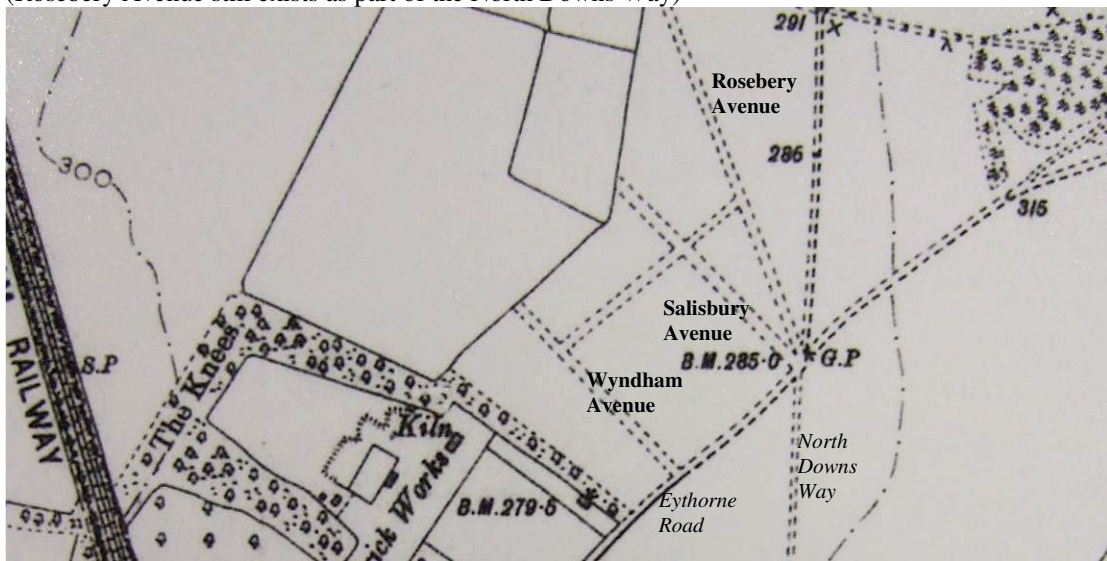 (Rosebery Avenue still exists as part of the North Downs Way)
291
Rosebery
Avenue
286
300
315
Salisbury
Avenue
B.M. 285·0
G.P
S.P
RAILWAY
The Knees
Wyndham
Avenue
Kiln
Works
B.M. 279·5
Eythorne
Road
North
Downs
Way